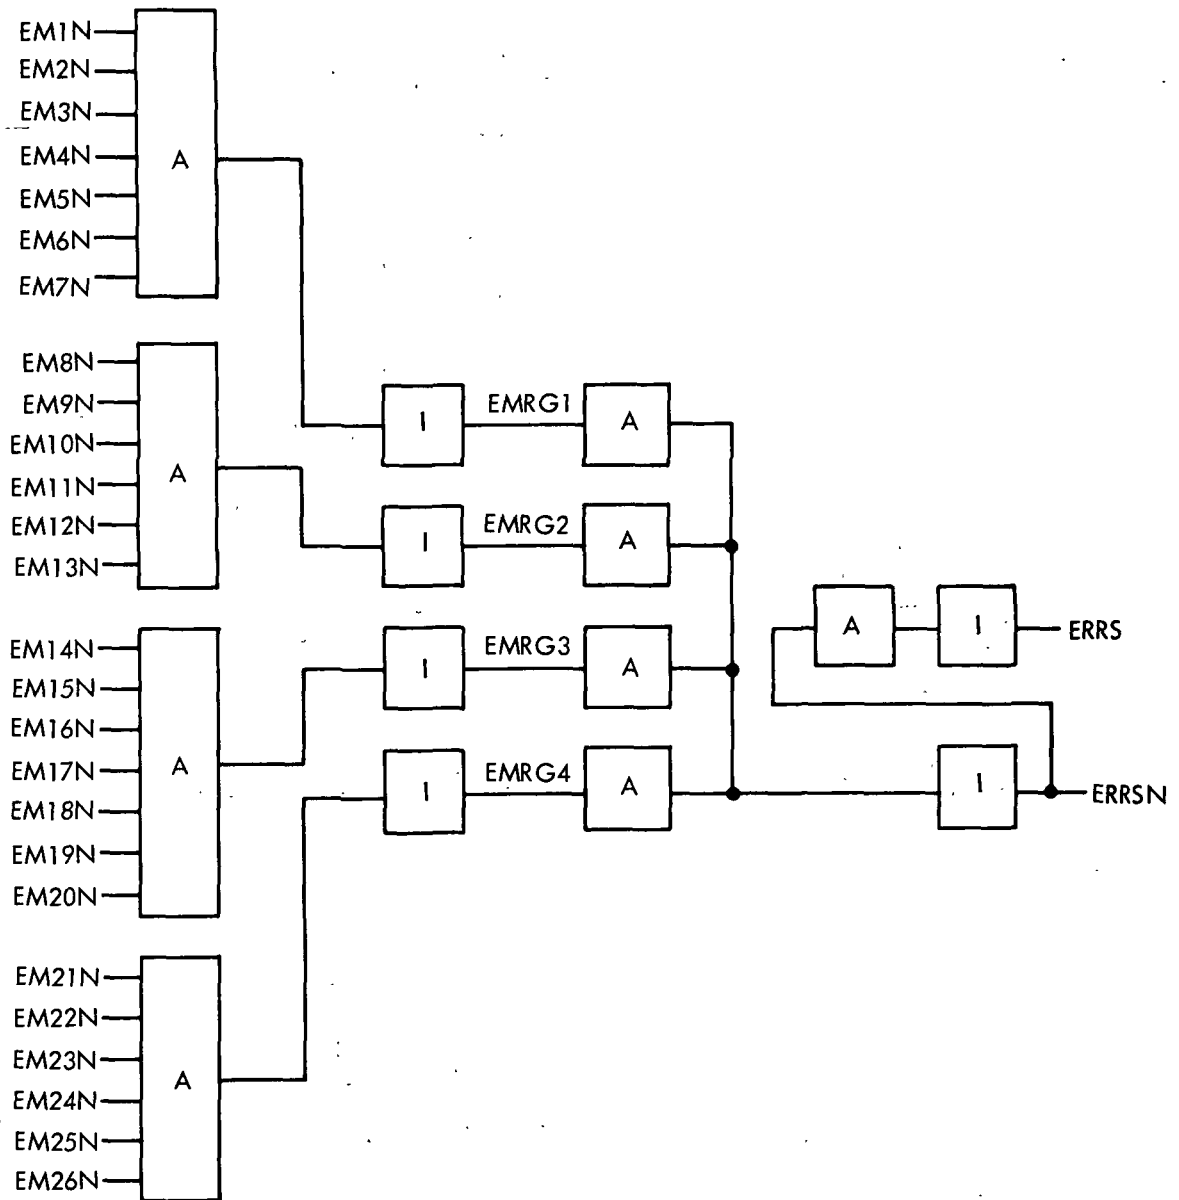 EM1N
EM2N
EM3N
EM4N
EM5N
EM6N
EM7N
A
EM8N
EM9N
EM10N
EM11N
EM12N
EM13N
A
EM14N
EM15N
EM16N
EM17N
EM18N
EM19N
EM20N
A
EM21N
EM22N
EM23N
EM24N
EM25N
EM26N
A
I EMRG1 A
I EMRG2 A
I EMRG3 A
I EMRG4 A
A I ERRS
I ERRSN